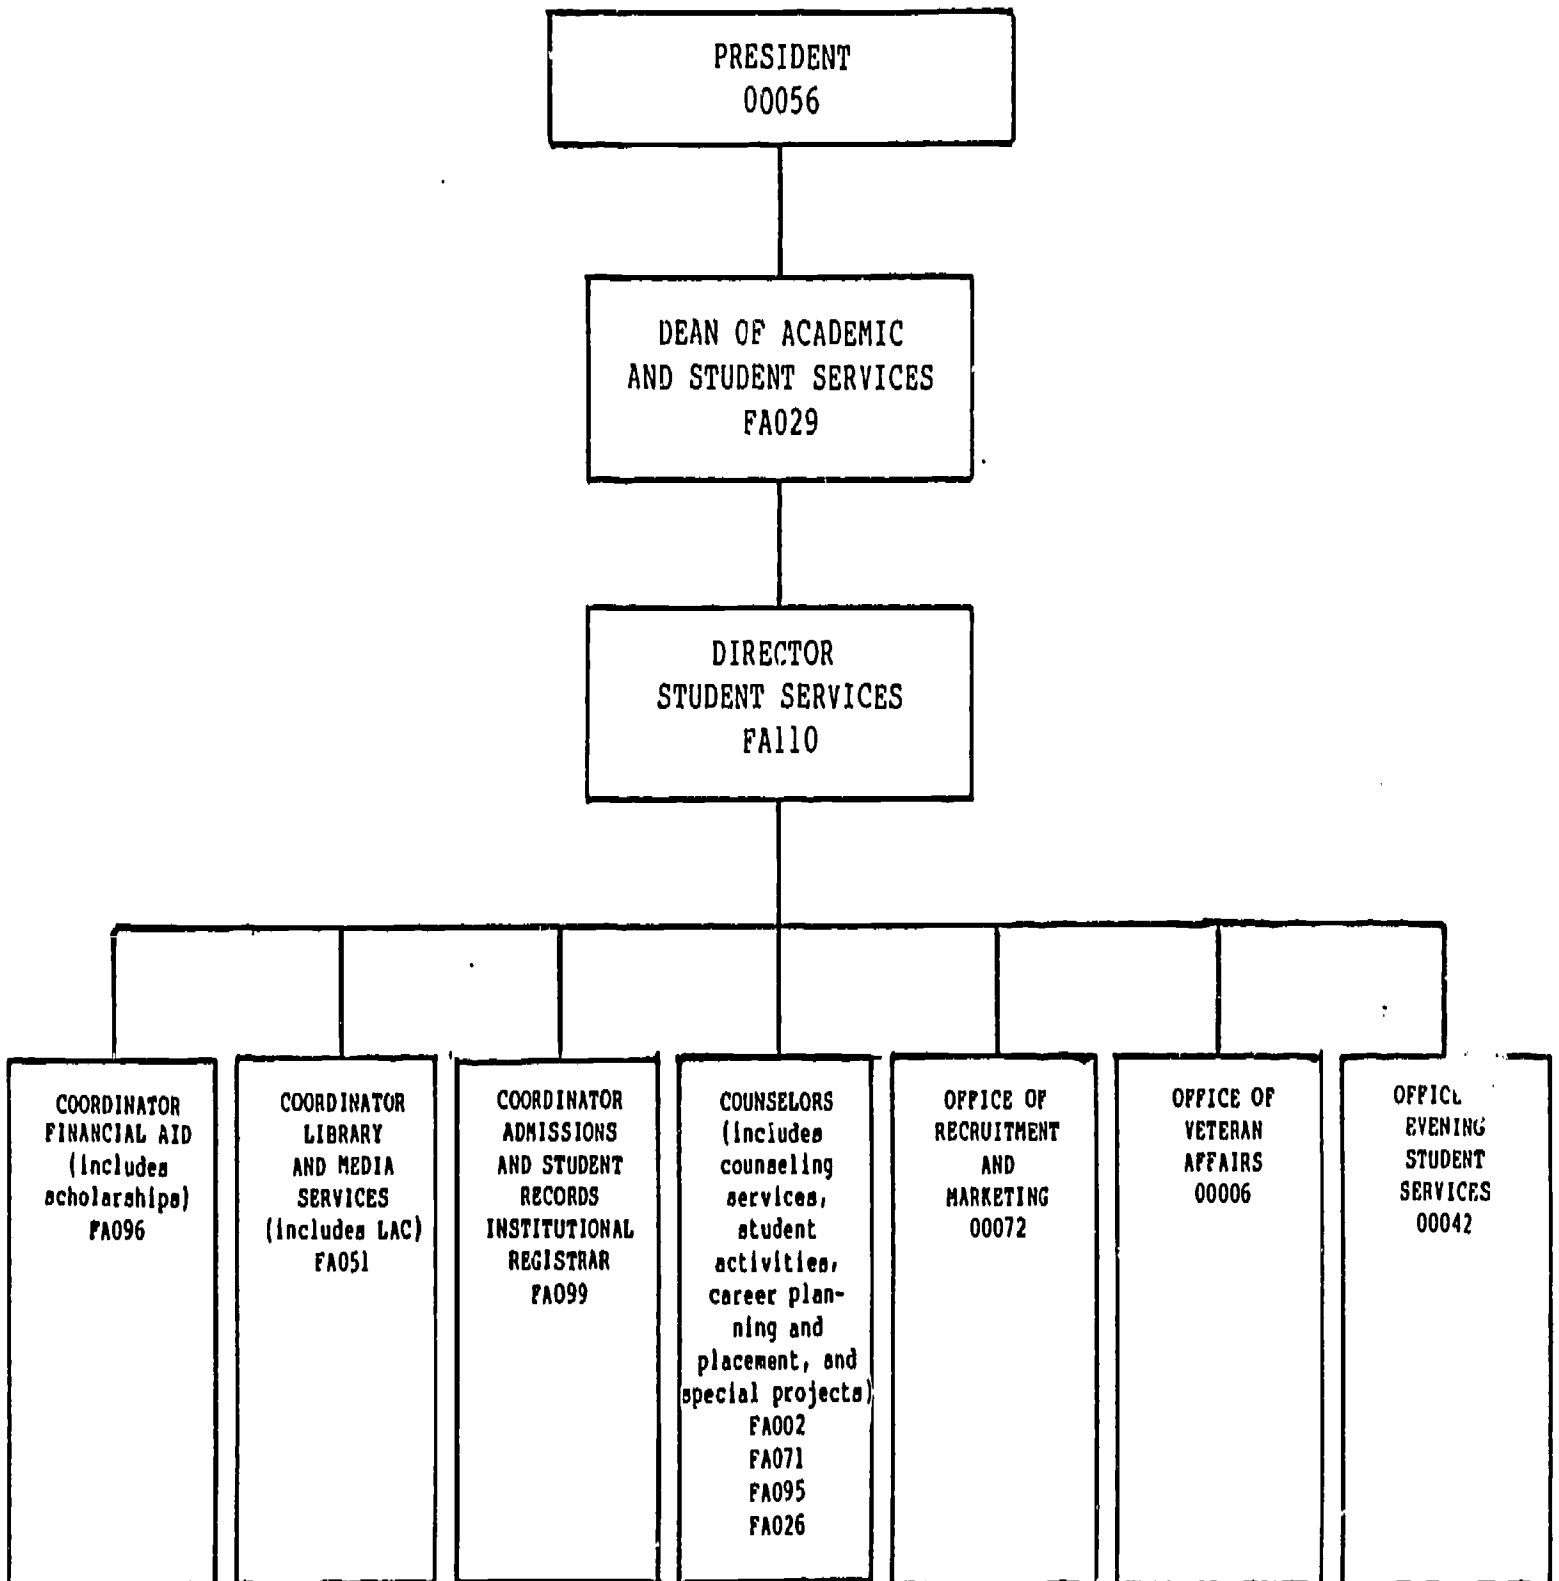 PRESIDENT
00056
DEAN OF ACADEMIC
AND STUDENT SERVICES
FA029
DIRECTOR
STUDENT SERVICES
FA110
COORDINATOR
FINANCIAL AID
(includes
scholarships)
FA096
COORDINATOR
LIBRARY
AND MEDIA
SERVICES
(includes LAC)
FA051
COORDINATOR
ADMISSIONS
AND STUDENT
RECORDS
INSTITUTIONAL
REGISTRAR
FA099
COUNSELORS
(includes
counseling
services,
student
activities,
career plan-
ning and
placement, and
special projects)
FA002
FA071
FA095
FA026
OFFICE OF
RECRUITMENT
AND
MARKETING
00072
OFFICE OF
VETERAN
AFFAIRS
00006
OFFICE
EVENING
STUDENT
SERVICES
00042